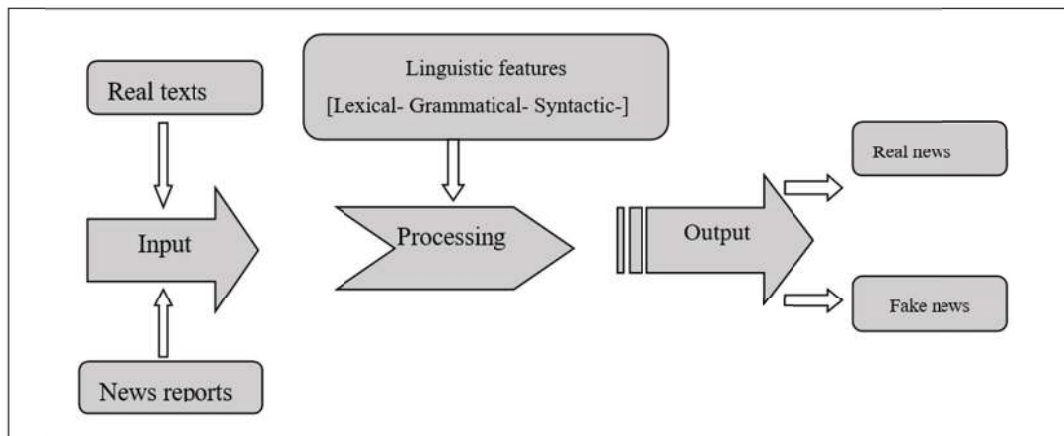 Real texts
Linguistic features
[Lexical- Grammatical- Syntactic-]
Real news
Input
Processing
Output
Fake news
News reports